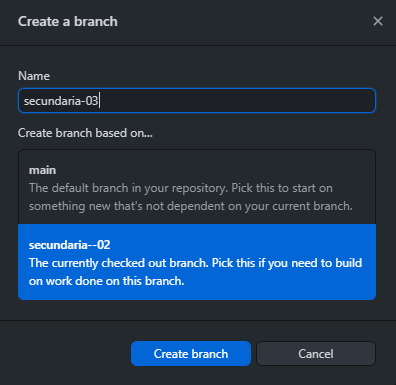 Create a branch
Name
secundaria-03
Create branch based on...
main
The default branch in your repository. Pick this to start on
something new that's not dependent on your current branch.
secundaria--02
The currently checked out branch. Pick this if you need to build
on work done on this branch.
Create branch
Cancel